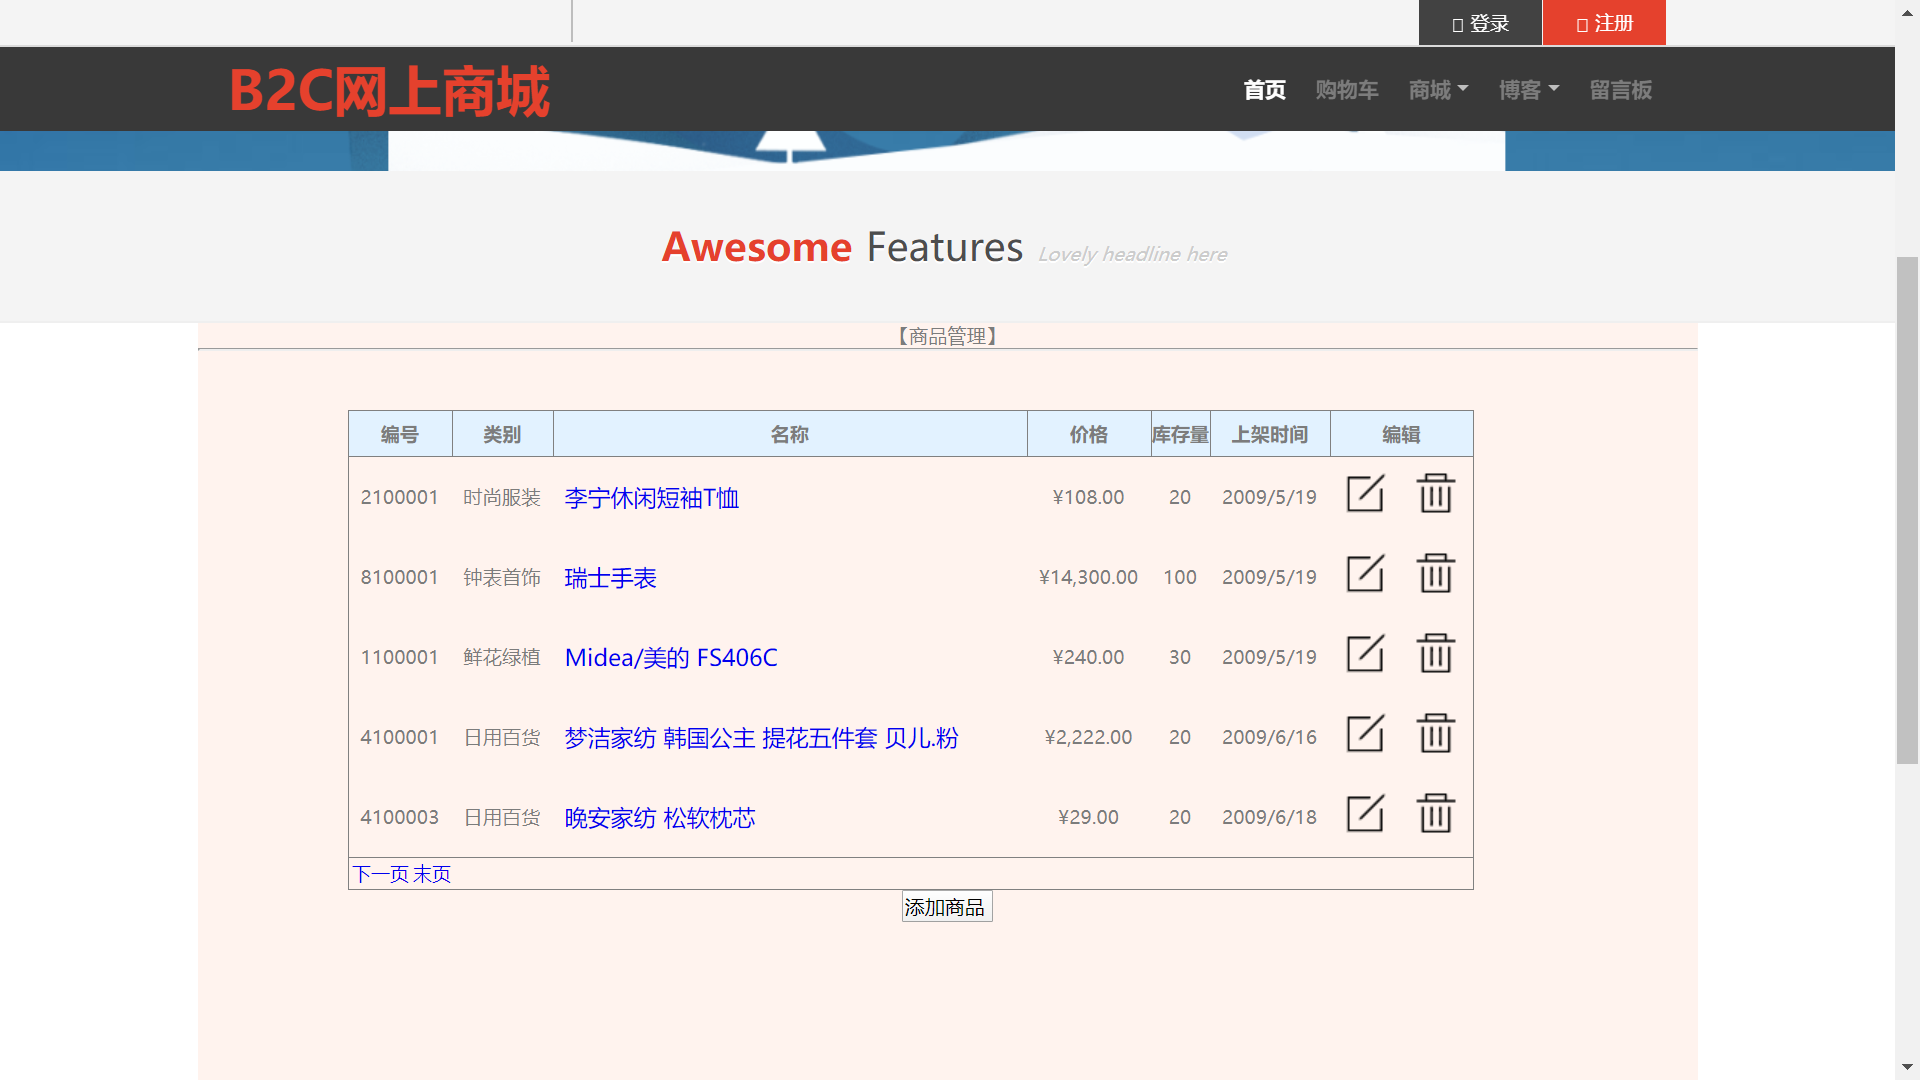 登录 注册
B2C网上商城 首页 购物车 商城 博客 留言板
Awesome Features Lovely headline here
【商品管理】
编号 类别 名称 价格 库存量 上架时间 编辑
2100001 时尚服装 李宁休闲短袖T恤 ¥108.00 20 2009/5/19
8100001 钟表首饰 瑞士手表 ¥14,300.00 100 2009/5/19
1100001 鲜花绿植 Midea/美的 FS406C ¥240.00 30 2009/5/19
4100001 日用百货 梦洁家纺 韩国公主 提花五件套 贝儿.粉 ¥2,222.00 20 2009/6/16
4100003 日用百货 晚安家纺 松软枕芯 ¥29.00 20 2009/6/18
下一页 末页
添加商品